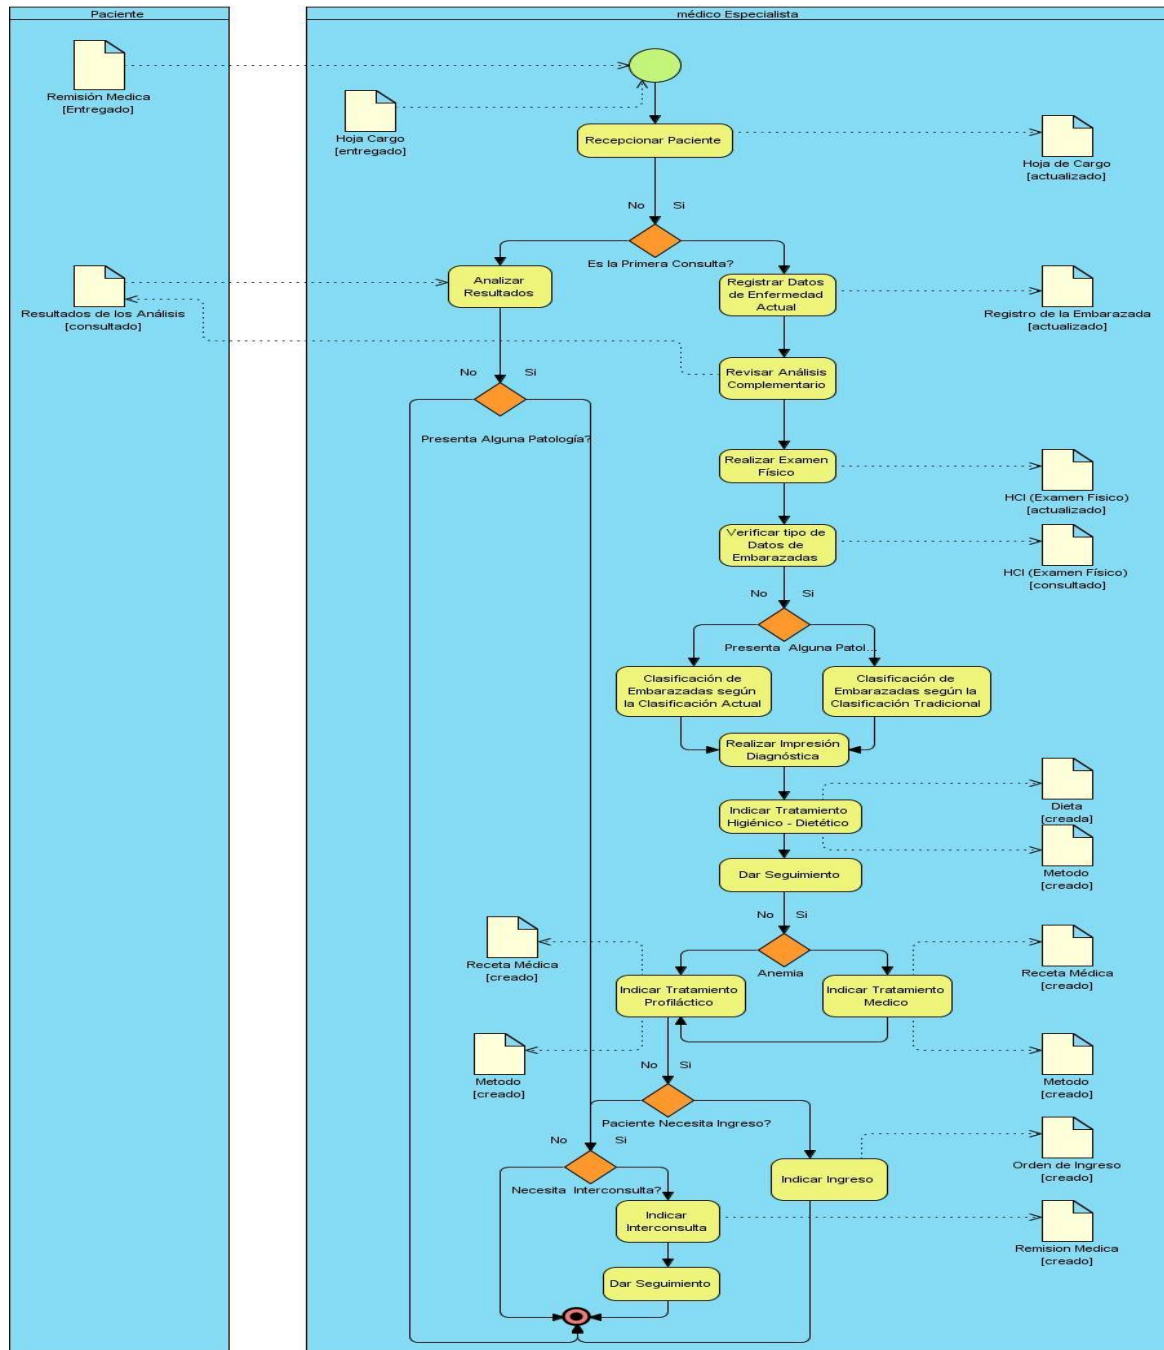 Paciente
médico Especialista
Remisión Medica
[Entregado]
Hoja Cargo
[entregado]
Recepcionar Paciente
Hoja de Cargo
[actualizado]
No
Si
Es la Primera Consulta?
Analizar
Resultados
Registrar Datos
de Enfermedad
Actual
Resultados de los Análisis
[consultado]
Registro de la Embarazada
[actualizado]
Revisar Análisis
Complementario
No
Si
Presenta Alguna Patología?
Realizar Examen
Físico
HCI (Examen Fisico)
[actualizado]
Verificar tipo de
Datos de
Embarazadas
HCI (Examen Físico)
[consultado]
No
Si
Presenta Alguna Patol...
Clasificación de
Embarazadas según
la Clasificación Actual
Clasificación de
Embarazadas según la
Clasificación Tradicional
Realizar Impresión
Diagnóstica
Indicar Tratamiento
Higiénico - Dietético
Dieta
[creada]
Metodo
[creado]
Dar Seguimiento
No
Si
Anemia
Receta Médica
[creado]
Indicar Tratamiento
Profiláctico
Indicar Tratamiento
Medico
Receta Médica
[creado]
Metodo
[creado]
Metodo
[creado]
No
Si
Paciente Necesita Ingreso?
No
Si
Necesita Interconsulta?
Indicar Ingreso
Orden de Ingreso
[creado]
Indicar
Interconsulta
Remision Medica
[creado]
Dar Seguimiento